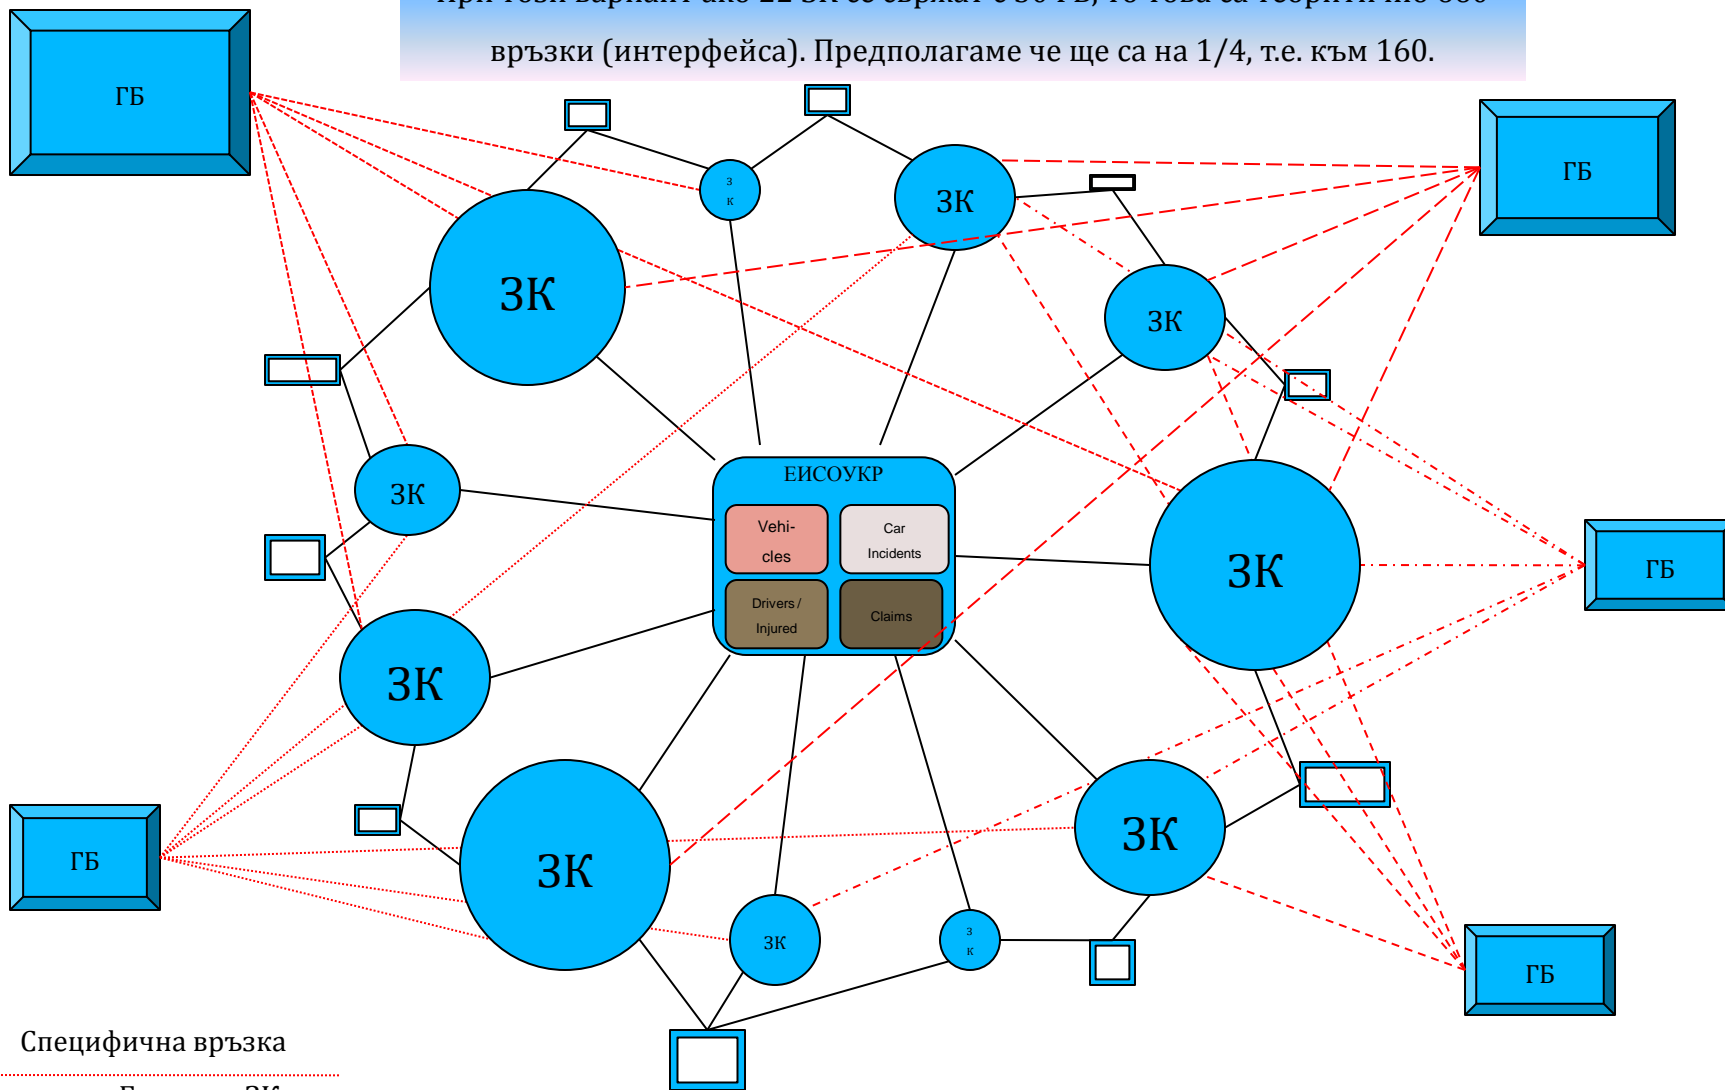 връзки (интерфейса). Предполагаме че ще са на 1/4, т.е. към 160.
ГБ
ГБ
з
к
ЗК
ЗК
ЗК
ЗК
ЕИСОУКР
Vehi-
cles
Car
Incidents
Drivers /
Injured
Claims
ЗК
ЗК
ГБ
ЗК
ГБ
ЗК
ЗК
ЗК
з
к
ГБ
Специфична връзка